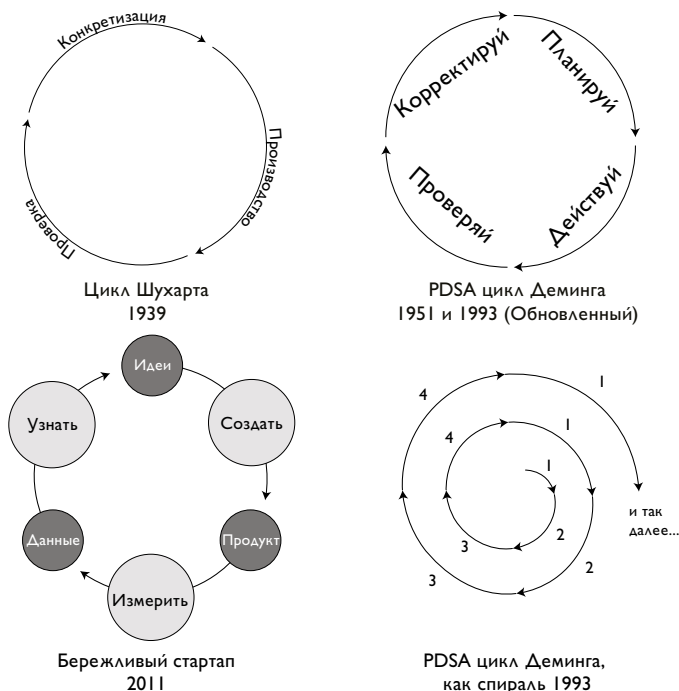 Конкретизация
Производство
Проверка
Цикл Шухарта
1939
Корректируй
Планируй
Проверяй
Действуй
PDSA цикл Деминга
1951 и 1993 (Обновленный)
Идеи
Узнать
Создать
Данные
Продукт
Измерить
Бережливый стартап
2011
4
1
4
1
1
и так
далее...
3
2
3
2
PDSA цикл Деминга,
как спираль 1993